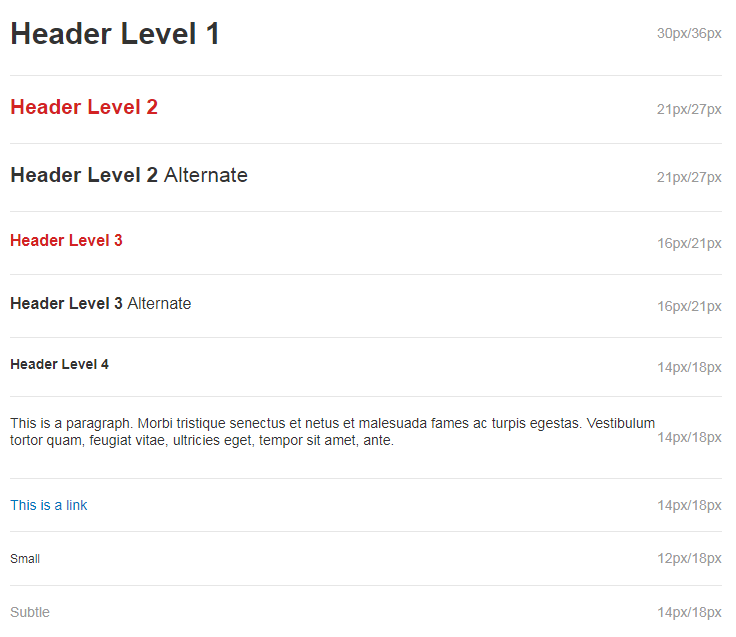 Header Level 1 30px/36px
Header Level 2 21px/27px
Header Level 2 Alternate 21px/27px
Header Level 3 16px/21px
Header Level 3 Alternate 16px/21px
Header Level 4 14px/18px
This is a paragraph. Morbi tristique senectus et netus et malesuada fames ac turpis egestas. Vestibulum
tortor quam, feugiat vitae, ultricies eget, tempor sit amet, ante. 14px/18px
This is a link 14px/18px
Small 12px/18px
Subtle 14px/18px